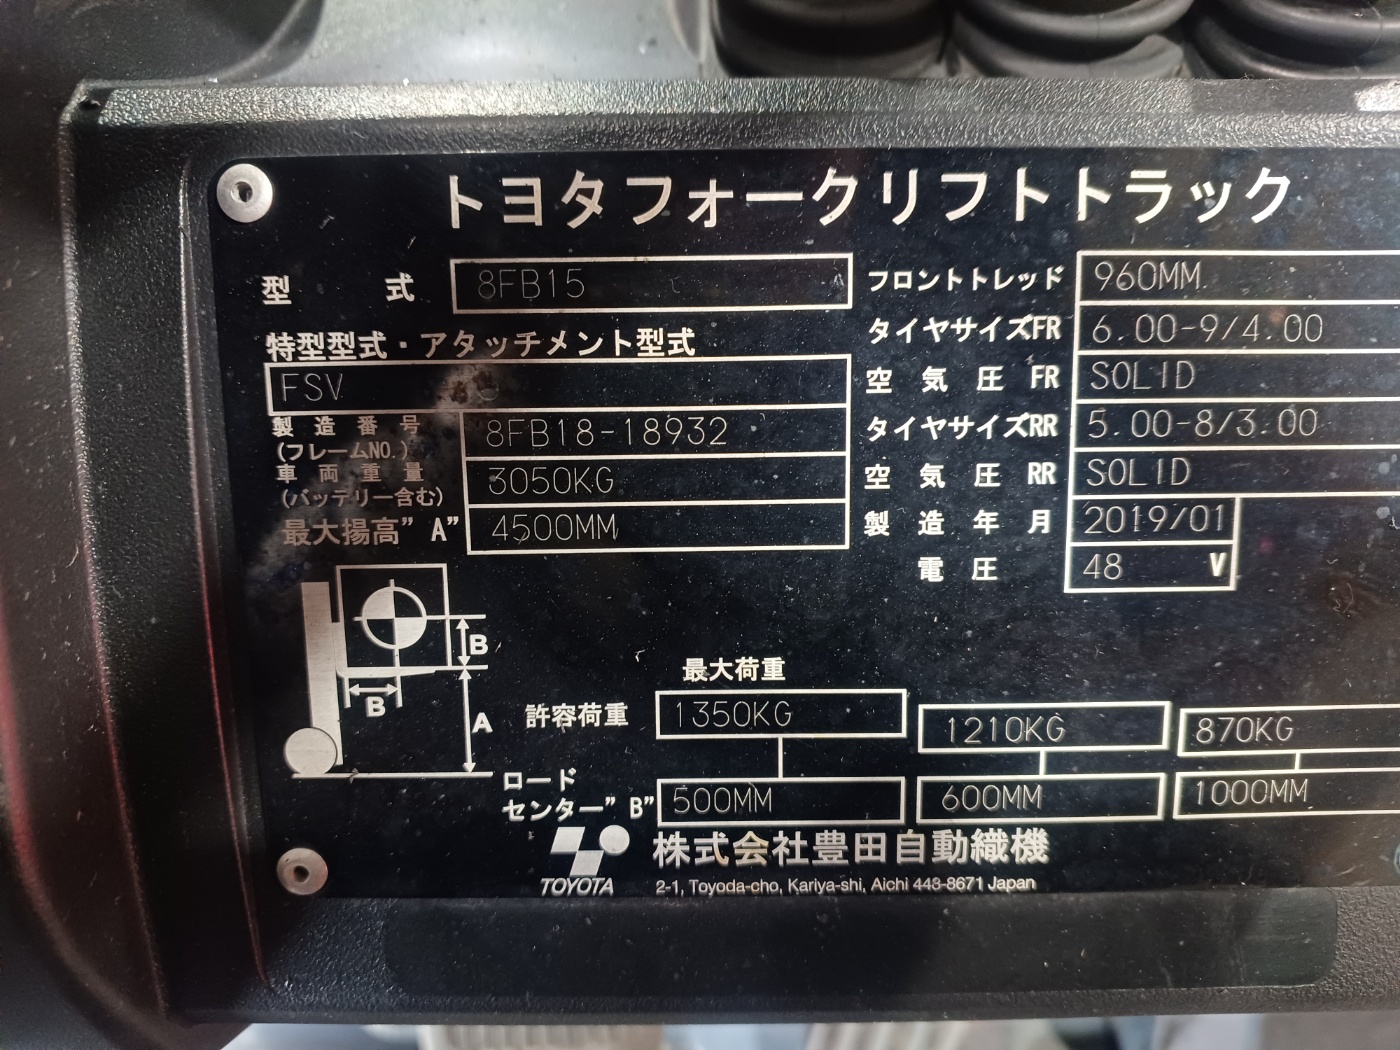 トヨタフォークリフトトラック
型 式 8FB15
特型型式・アタッチメント型式
FSV
製造番号 8FB18-18932
(フレームNO.)
車両重量 3050KG
(バッテリー含む)
最大揚高"A" 4500MM
フロントトレッド 960MM
タイヤサイズFR 6.00-9/4.00
空気圧 FR SOLID
タイヤサイズRR 5.00-8/3.00
空気圧 RR SOLID
製造年月 2019/01
電圧 48 V
B
B
A
最大荷重
許容荷重 1350KG 1210KG 870KG
ロード
センター"B" 500MM 600MM 1000MM
株式会社豊田自動織機
TOYOTA 2-1, Toyoda-cho, Kariya-shi, Aichi 448-8671 Japan